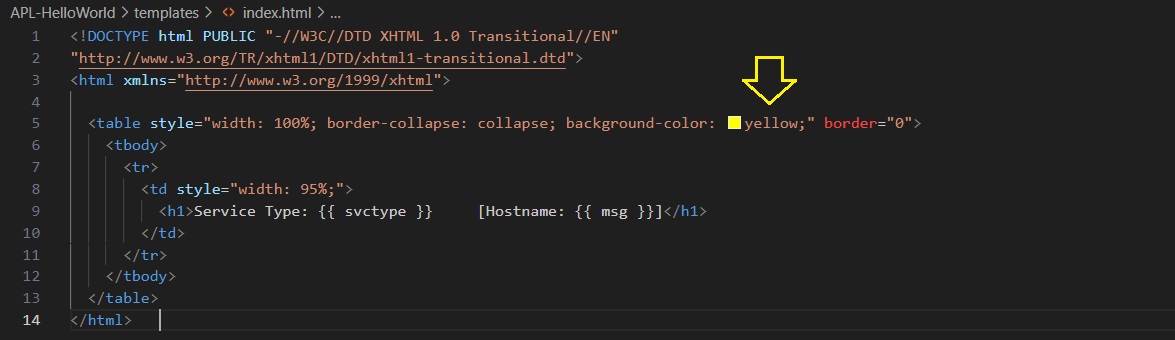 APL-HelloWorld > templates > <> index.html > ...
1 <!DOCTYPE html PUBLIC "-//W3C//DTD XHTML 1.0 Transitional//EN"
2 "http://www.w3.org/TR/xhtml1/DTD/xhtml1-transitional.dtd">
3 <html xmlns="http://www.w3.org/1999/xhtml">
4
5 <table style="width: 100%; border-collapse: collapse; background-color: yellow;" border="0">
6 <tbody>
7 <tr>
8 <td style="width: 95%;">
9 <h1>Service Type: {{ svctype }}     [Hostname: {{ msg }}]</h1>
10 </td>
11 </tr>
12 </tbody>
13 </table>
14 </html>